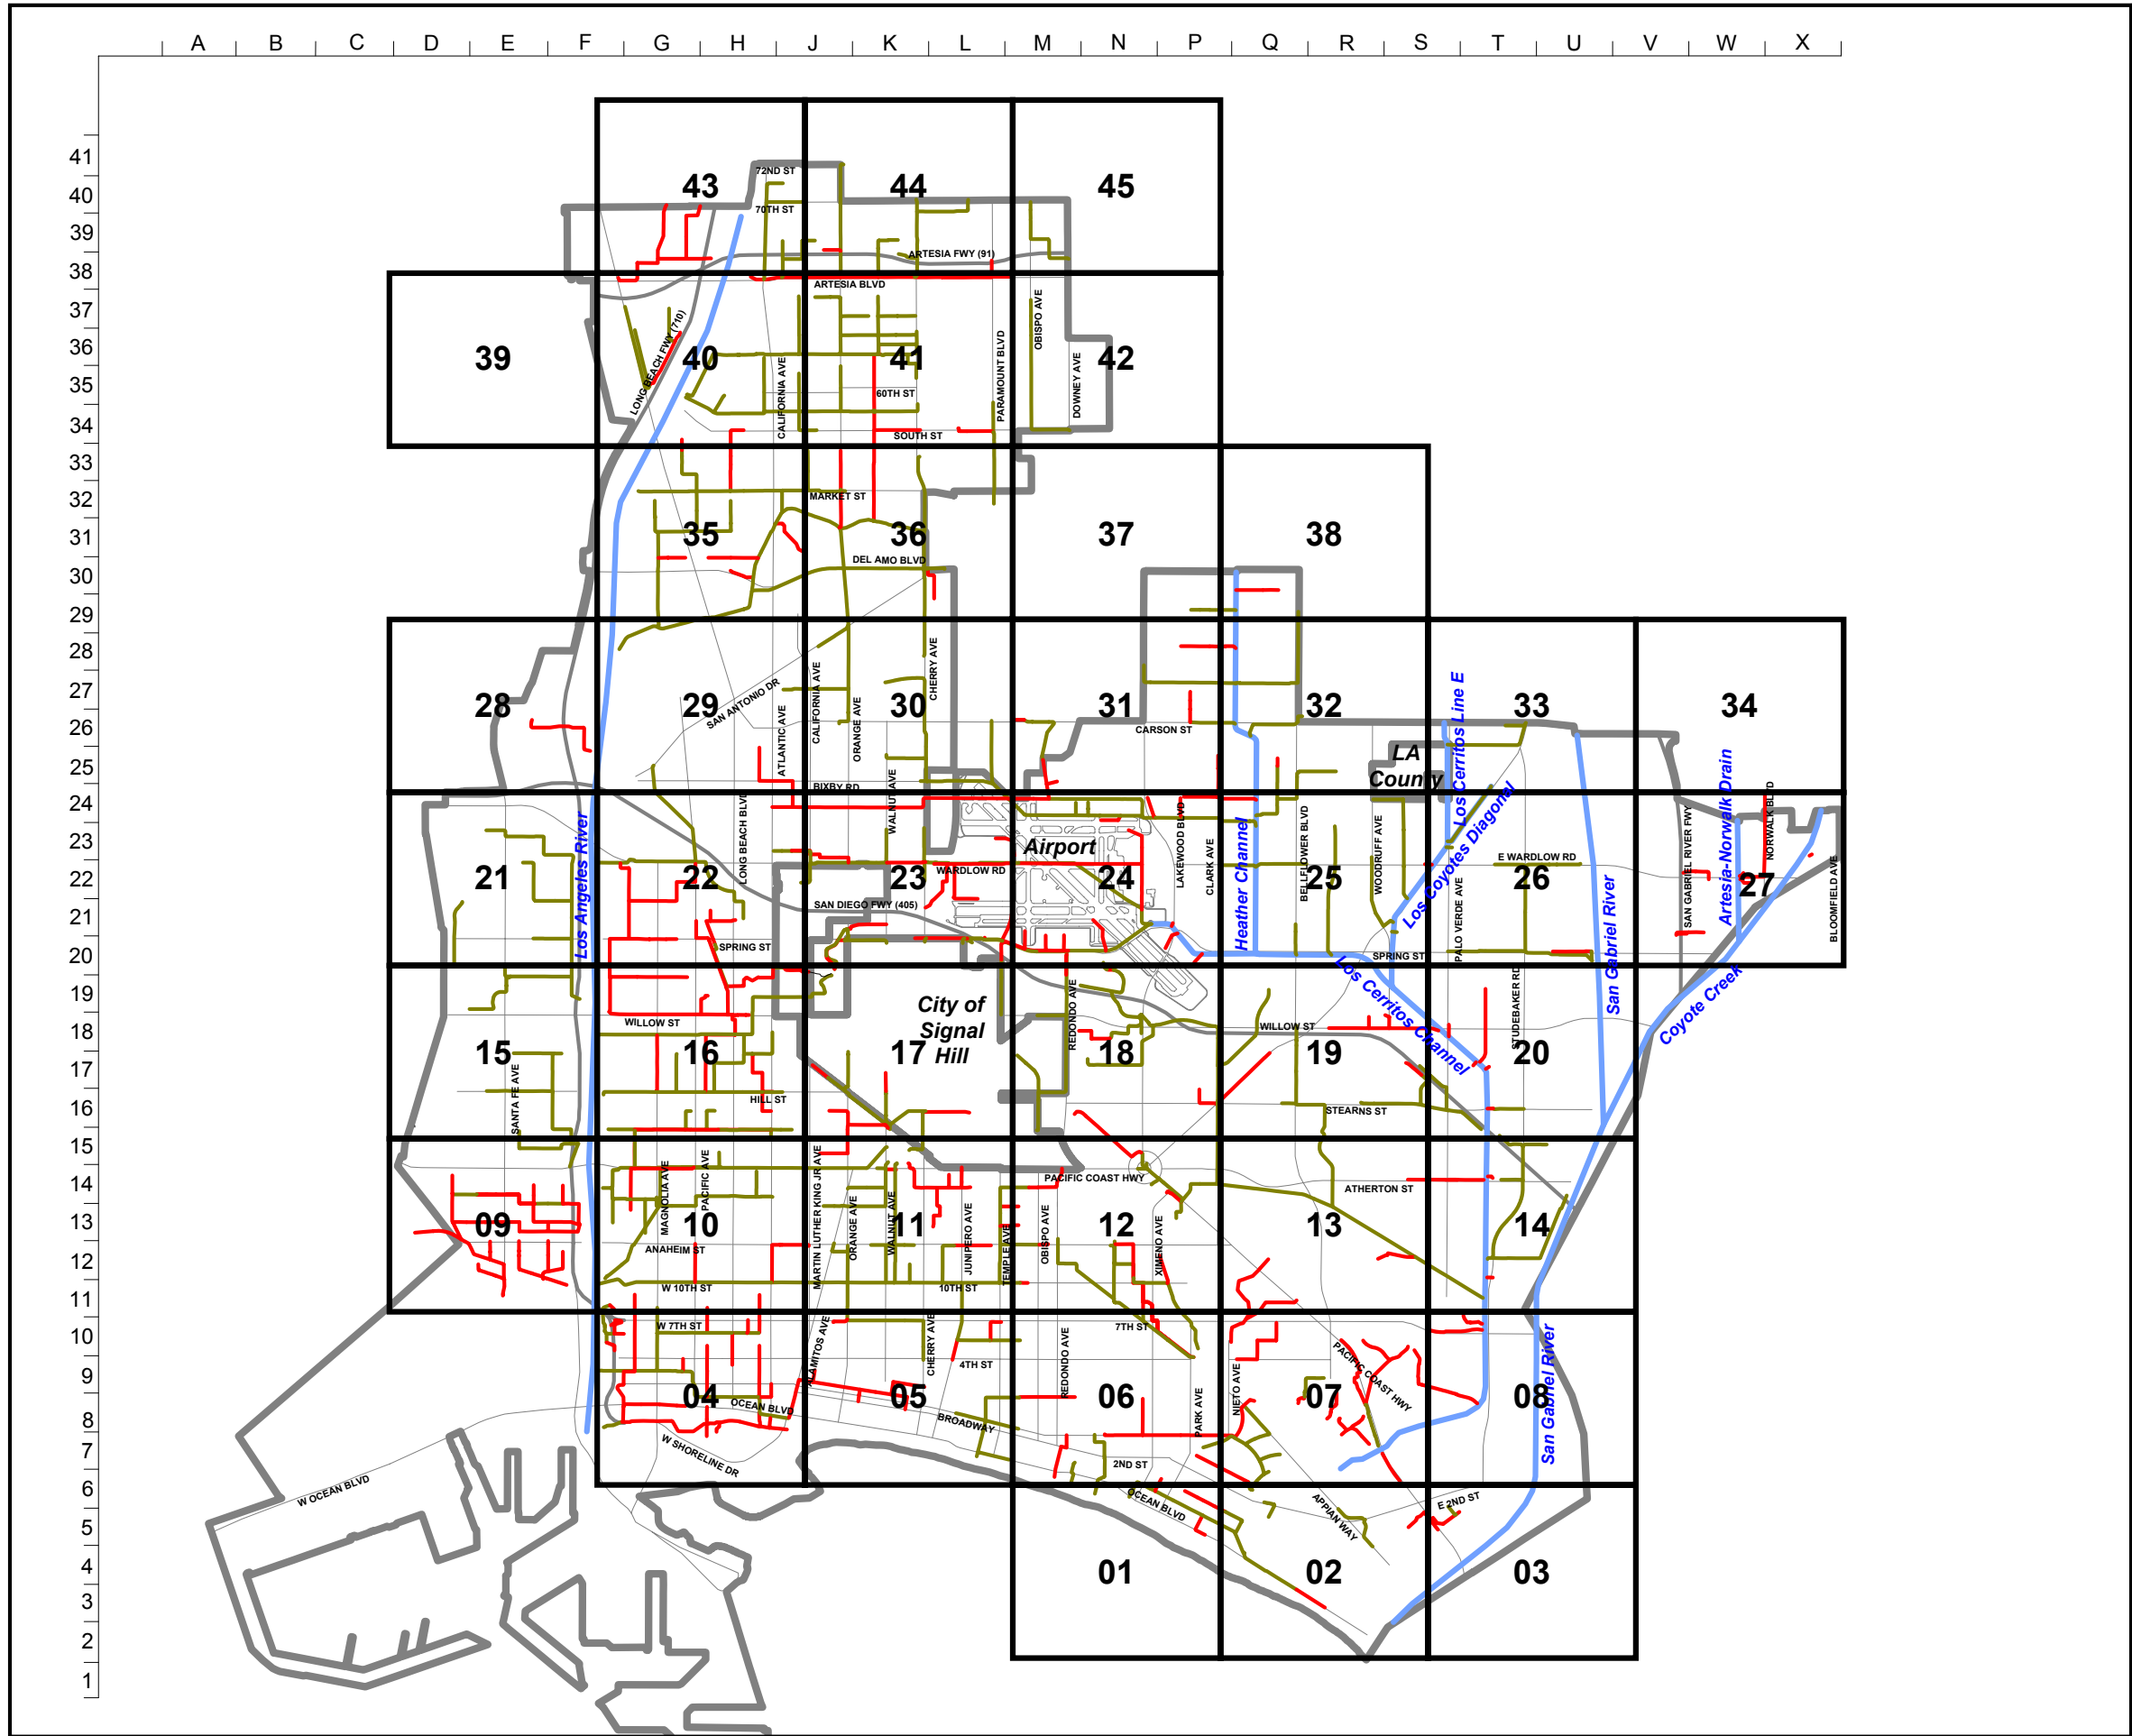 A B C D E F G H J K L M N P Q R S T U V W X
41
40
39
38
37
36
35
34
33
32
31
30
29
28
27
26
25
24
23
22
21
20
19
18
17
16
15
14
13
12
11
10
9
8
7
6
5
4
3
2
1
43
44
45
72ND ST
70TH ST
ARTESIA FWY (91)
ARTESIA BLVD
39
40
41
42
LONG BEACH FWY (710)
CALIFORNIA AVE
60TH ST
SOUTH ST
PARAMOUNT BLVD
OBISPO AVE
DOWNEY AVE
35
36
37
38
MARKET ST
DEL AMO BLVD
28
29
30
31
32
33
34
SAN ANTONIO DR
ATLANTIC AVE
CALIFORNIA AVE
ORANGE AVE
CHERRY AVE
CARSON ST
LA
County
Los Cerritos Line E
BIXBY RD
WALNUT AVE
LONG BEACH BLVD
Los Angeles River
21
22
23
24
25
26
27
Airport
WARDLOW RD
SAN DIEGO FWY (405)
SPRING ST
LAKEWOOD BLVD
CLARK AVE
Heather Channel
BELLFLOWER BLVD
WOODRUFF AVE
Los Coyotes Diagonal
PALO VERDE AVE
E WARDLOW RD
SPRING ST
San Gabriel River
SAN GABRIEL RIVER FWY
Artesia-Norwalk Drain
NORWALK BLVD
BLOOMFIELD AVE
Coyote Creek
15
16
17
18
19
20
City of
Signal
Hill
WILLOW ST
REDONDO AVE
WILLOW ST
Los Cerritos Channel
STUDEBAKER RD
SANTA FE AVE
HILL ST
STEARNS ST
09
10
11
12
13
14
MAGNOLIA AVE
PACIFIC AVE
MARTIN LUTHER KING JR AVE
ORANGE AVE
WALNUT AVE
JUNIPERO AVE
TEMPLE AVE
OBISPO AVE
PACIFIC COAST HWY
XIMENO AVE
ATHERTON ST
ANAHEIM ST
W 10TH ST
10TH ST
04
05
06
07
08
W 7TH ST
ALAMITOS AVE
CHERRY AVE
4TH ST
7TH ST
REDONDO AVE
PARK AVE
NIETO AVE
PACIFIC COAST HWY
San Gabriel River
OCEAN BLVD
BROADWAY
W SHORELINE DR
2ND ST
W OCEAN BLVD
OCEAN BLVD
APPIAN WAY
E 2ND ST
01
02
03